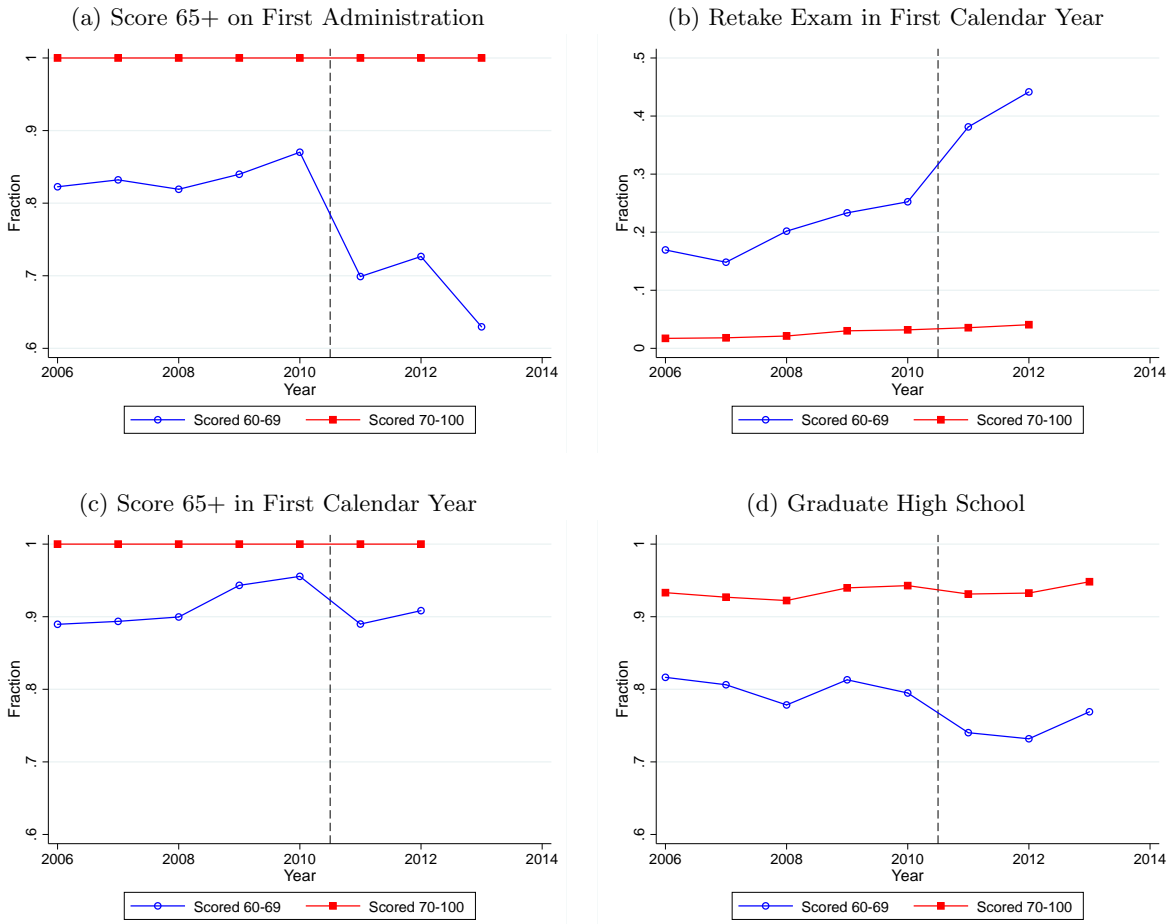 (a) Score 65+ on First Administration
Fraction
1
.9
.8
.7
.6
2006 2008 2010 2012 2014
Year
Scored 60-69 Scored 70-100
(b) Retake Exam in First Calendar Year
Fraction
.5
.4
.3
.2
.1
0
2006 2008 2010 2012 2014
Year
Scored 60-69 Scored 70-100
(c) Score 65+ in First Calendar Year
Fraction
1
.9
.8
.7
.6
2006 2008 2010 2012 2014
Year
Scored 60-69 Scored 70-100
(d) Graduate High School
Fraction
1
.9
.8
.7
.6
2006 2008 2010 2012 2014
Year
Scored 60-69 Scored 70-100